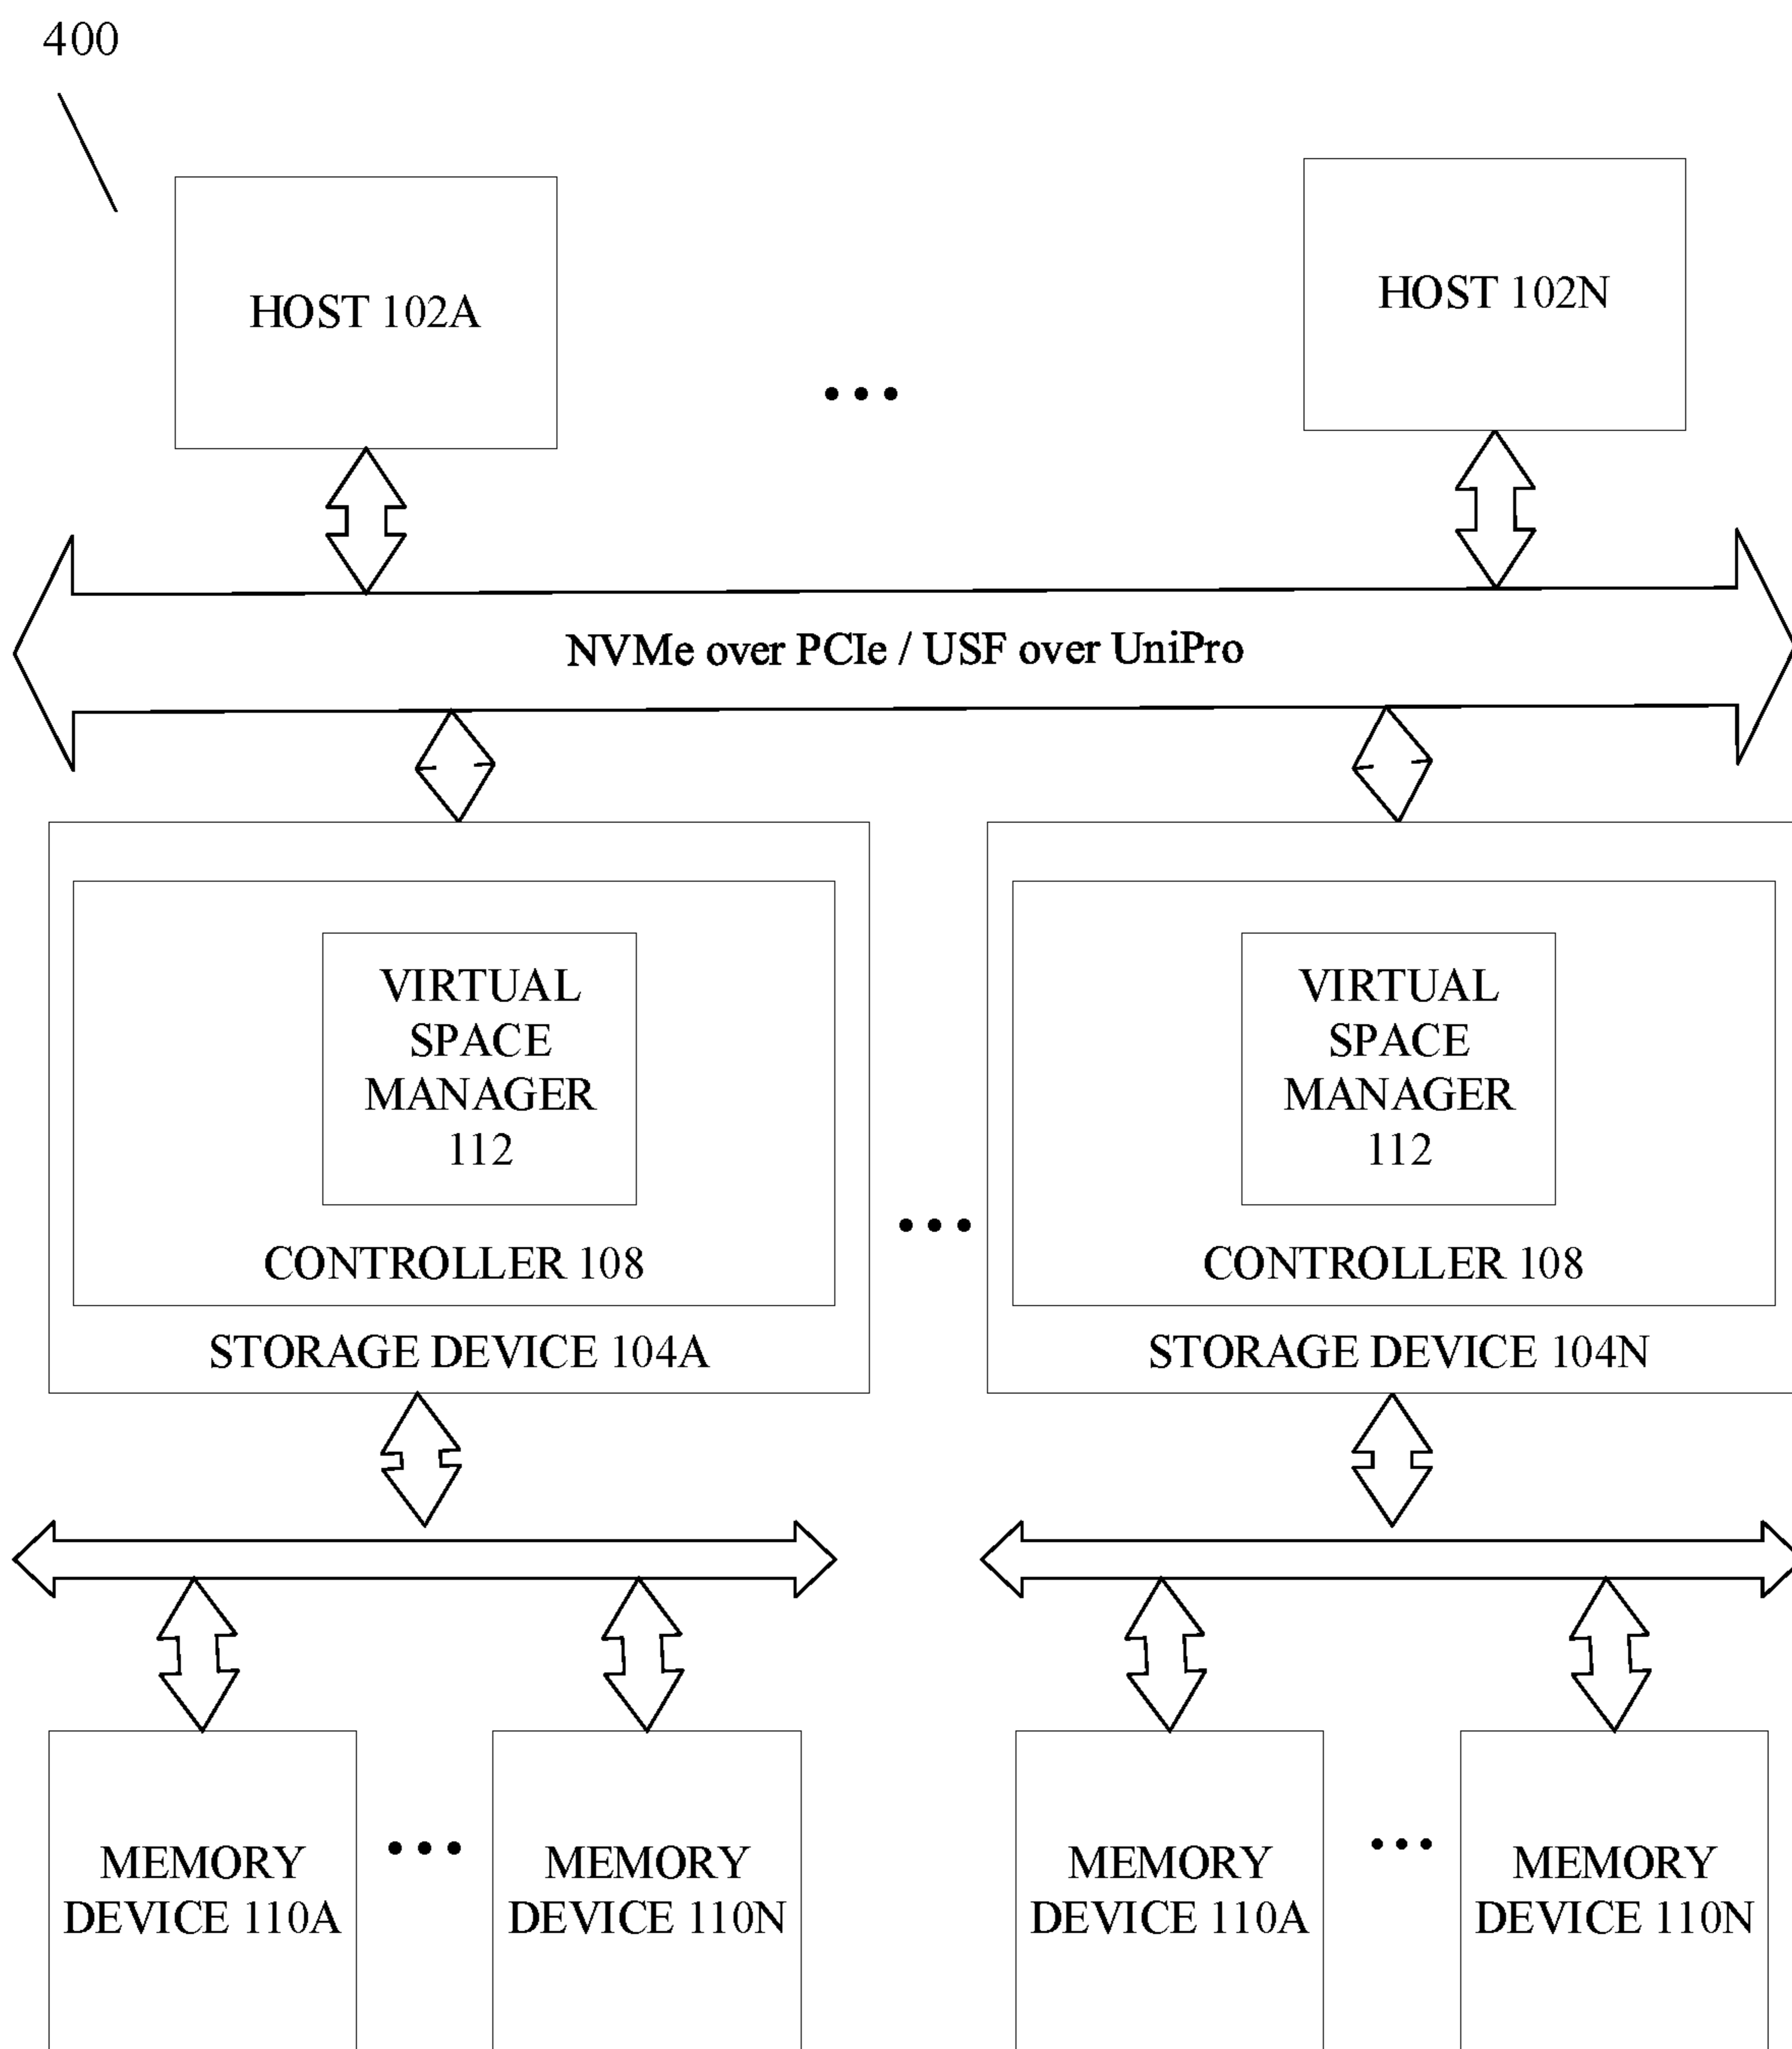 400
HOST 102A
HOST 102N
NVMe over PCIe / USF over UniPro
VIRTUAL
SPACE
MANAGER
112
CONTROLLER 108
STORAGE DEVICE 104A
VIRTUAL
SPACE
MANAGER
112
CONTROLLER 108
STORAGE DEVICE 104N
MEMORY
DEVICE 110A
MEMORY
DEVICE 110N
MEMORY
DEVICE 110A
MEMORY
DEVICE 110N